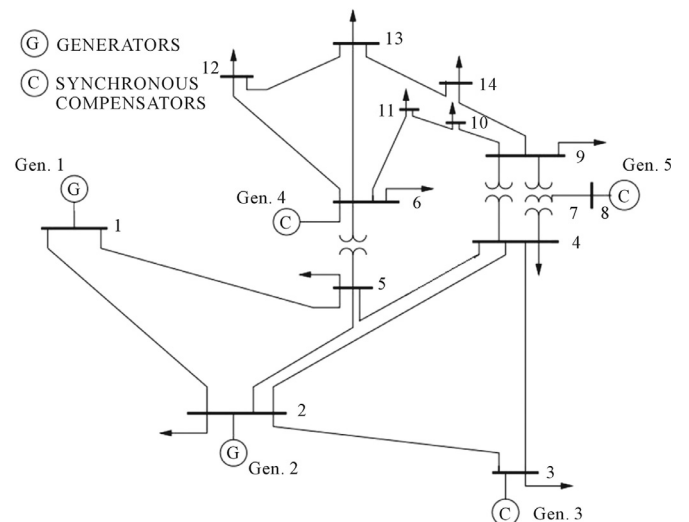 G GENERATORS
C SYNCHRONOUS
COMPENSATORS
13
12
14
11
10
9
Gen. 1
G
Gen. 4
C
6
Gen. 5
C
7
8
1
4
5
2
G
Gen. 2
3
C
Gen. 3